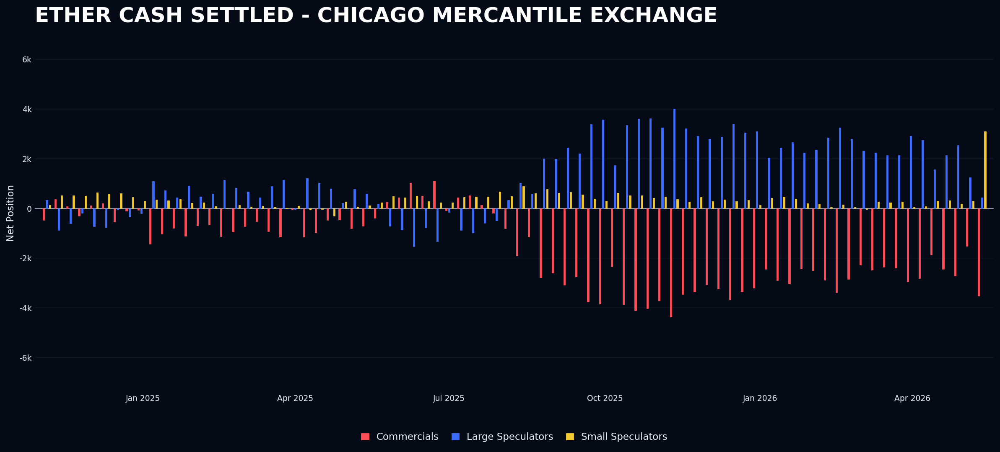 ETHER CASH SETTLED - CHICAGO MERCANTILE EXCHANGE
6k
4k
2k
0
-2k
-4k
-6k
Net Position
Jan 2025
Apr 2025
Jul 2025
Oct 2025
Jan 2026
Apr 2026
Commercials
Large Speculators
Small Speculators